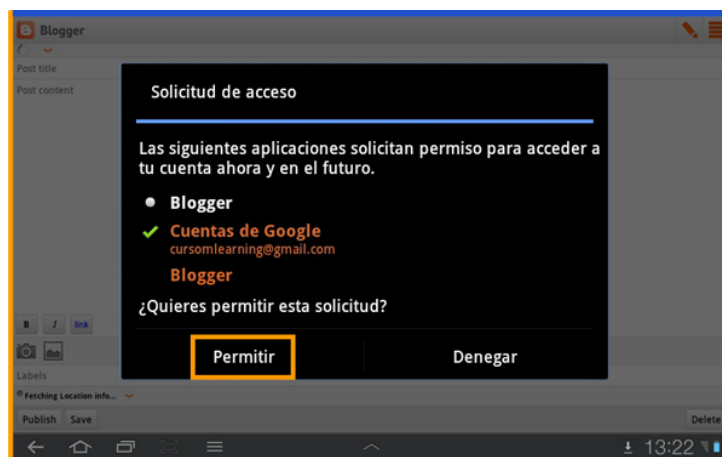 Blogger
Post title
Post content
Solicitud de acceso
Las siguientes aplicaciones solicitan permiso para acceder a
tu cuenta ahora y en el futuro.
Blogger
Cuentas de Google
cursomlearning@gmail.com
Blogger
¿Quieres permitir esta solicitud?
Permitir Denegar
B I link
Labels
Fetching Location info...
Publish Save Delete
13:22